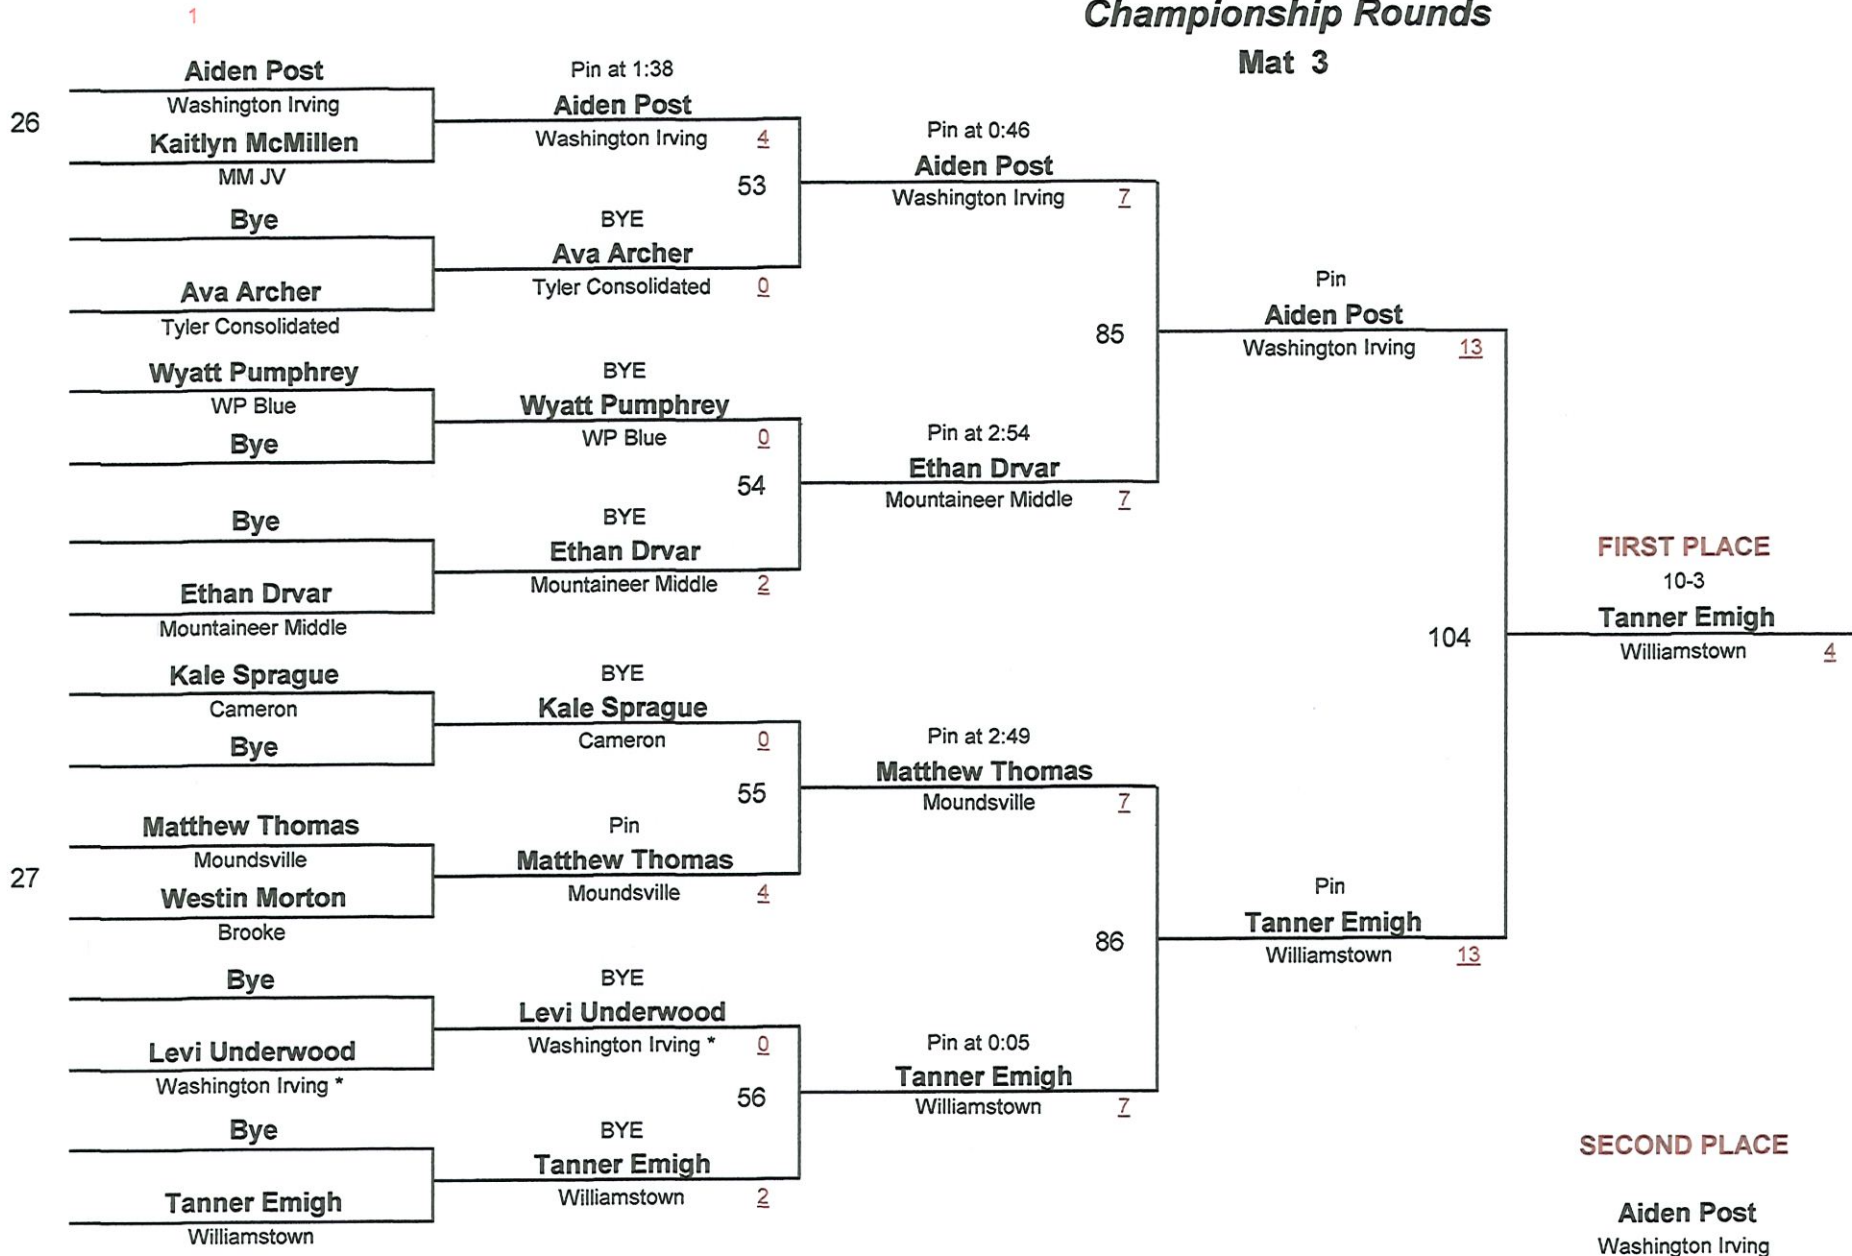 1
Championship Rounds
Mat 3
26
Aiden Post
Washington Irving
Kaitlyn McMillen
MM JV
Bye
Ava Archer
Tyler Consolidated
Wyatt Pumphrey
WP Blue
Bye
Bye
Ethan Drvar
Mountaineer Middle
Kale Sprague
Cameron
Bye
27
Matthew Thomas
Moundsville
Westin Morton
Brooke
Bye
Levi Underwood
Washington Irving *
Bye
Tanner Emigh
Williamstown
Pin at 1:38
Aiden Post
Washington Irving 4
53
BYE
Ava Archer
Tyler Consolidated 0
BYE
Wyatt Pumphrey
WP Blue 0
54
BYE
Ethan Drvar
Mountaineer Middle 2
BYE
Kale Sprague
Cameron 0
55
Pin
Matthew Thomas
Moundsville 4
BYE
Levi Underwood
Washington Irving * 0
56
BYE
Tanner Emigh
Williamstown 2
Pin at 0:46
Aiden Post
Washington Irving 7
85
Pin at 2:54
Ethan Drvar
Mountaineer Middle 7
Pin at 2:49
Matthew Thomas
Moundsville 7
86
Pin at 0:05
Tanner Emigh
Williamstown 7
Pin
Aiden Post
Washington Irving 13
104
Pin
Tanner Emigh
Williamstown 13
FIRST PLACE
10-3
Tanner Emigh
Williamstown 4
SECOND PLACE
Aiden Post
Washington Irving